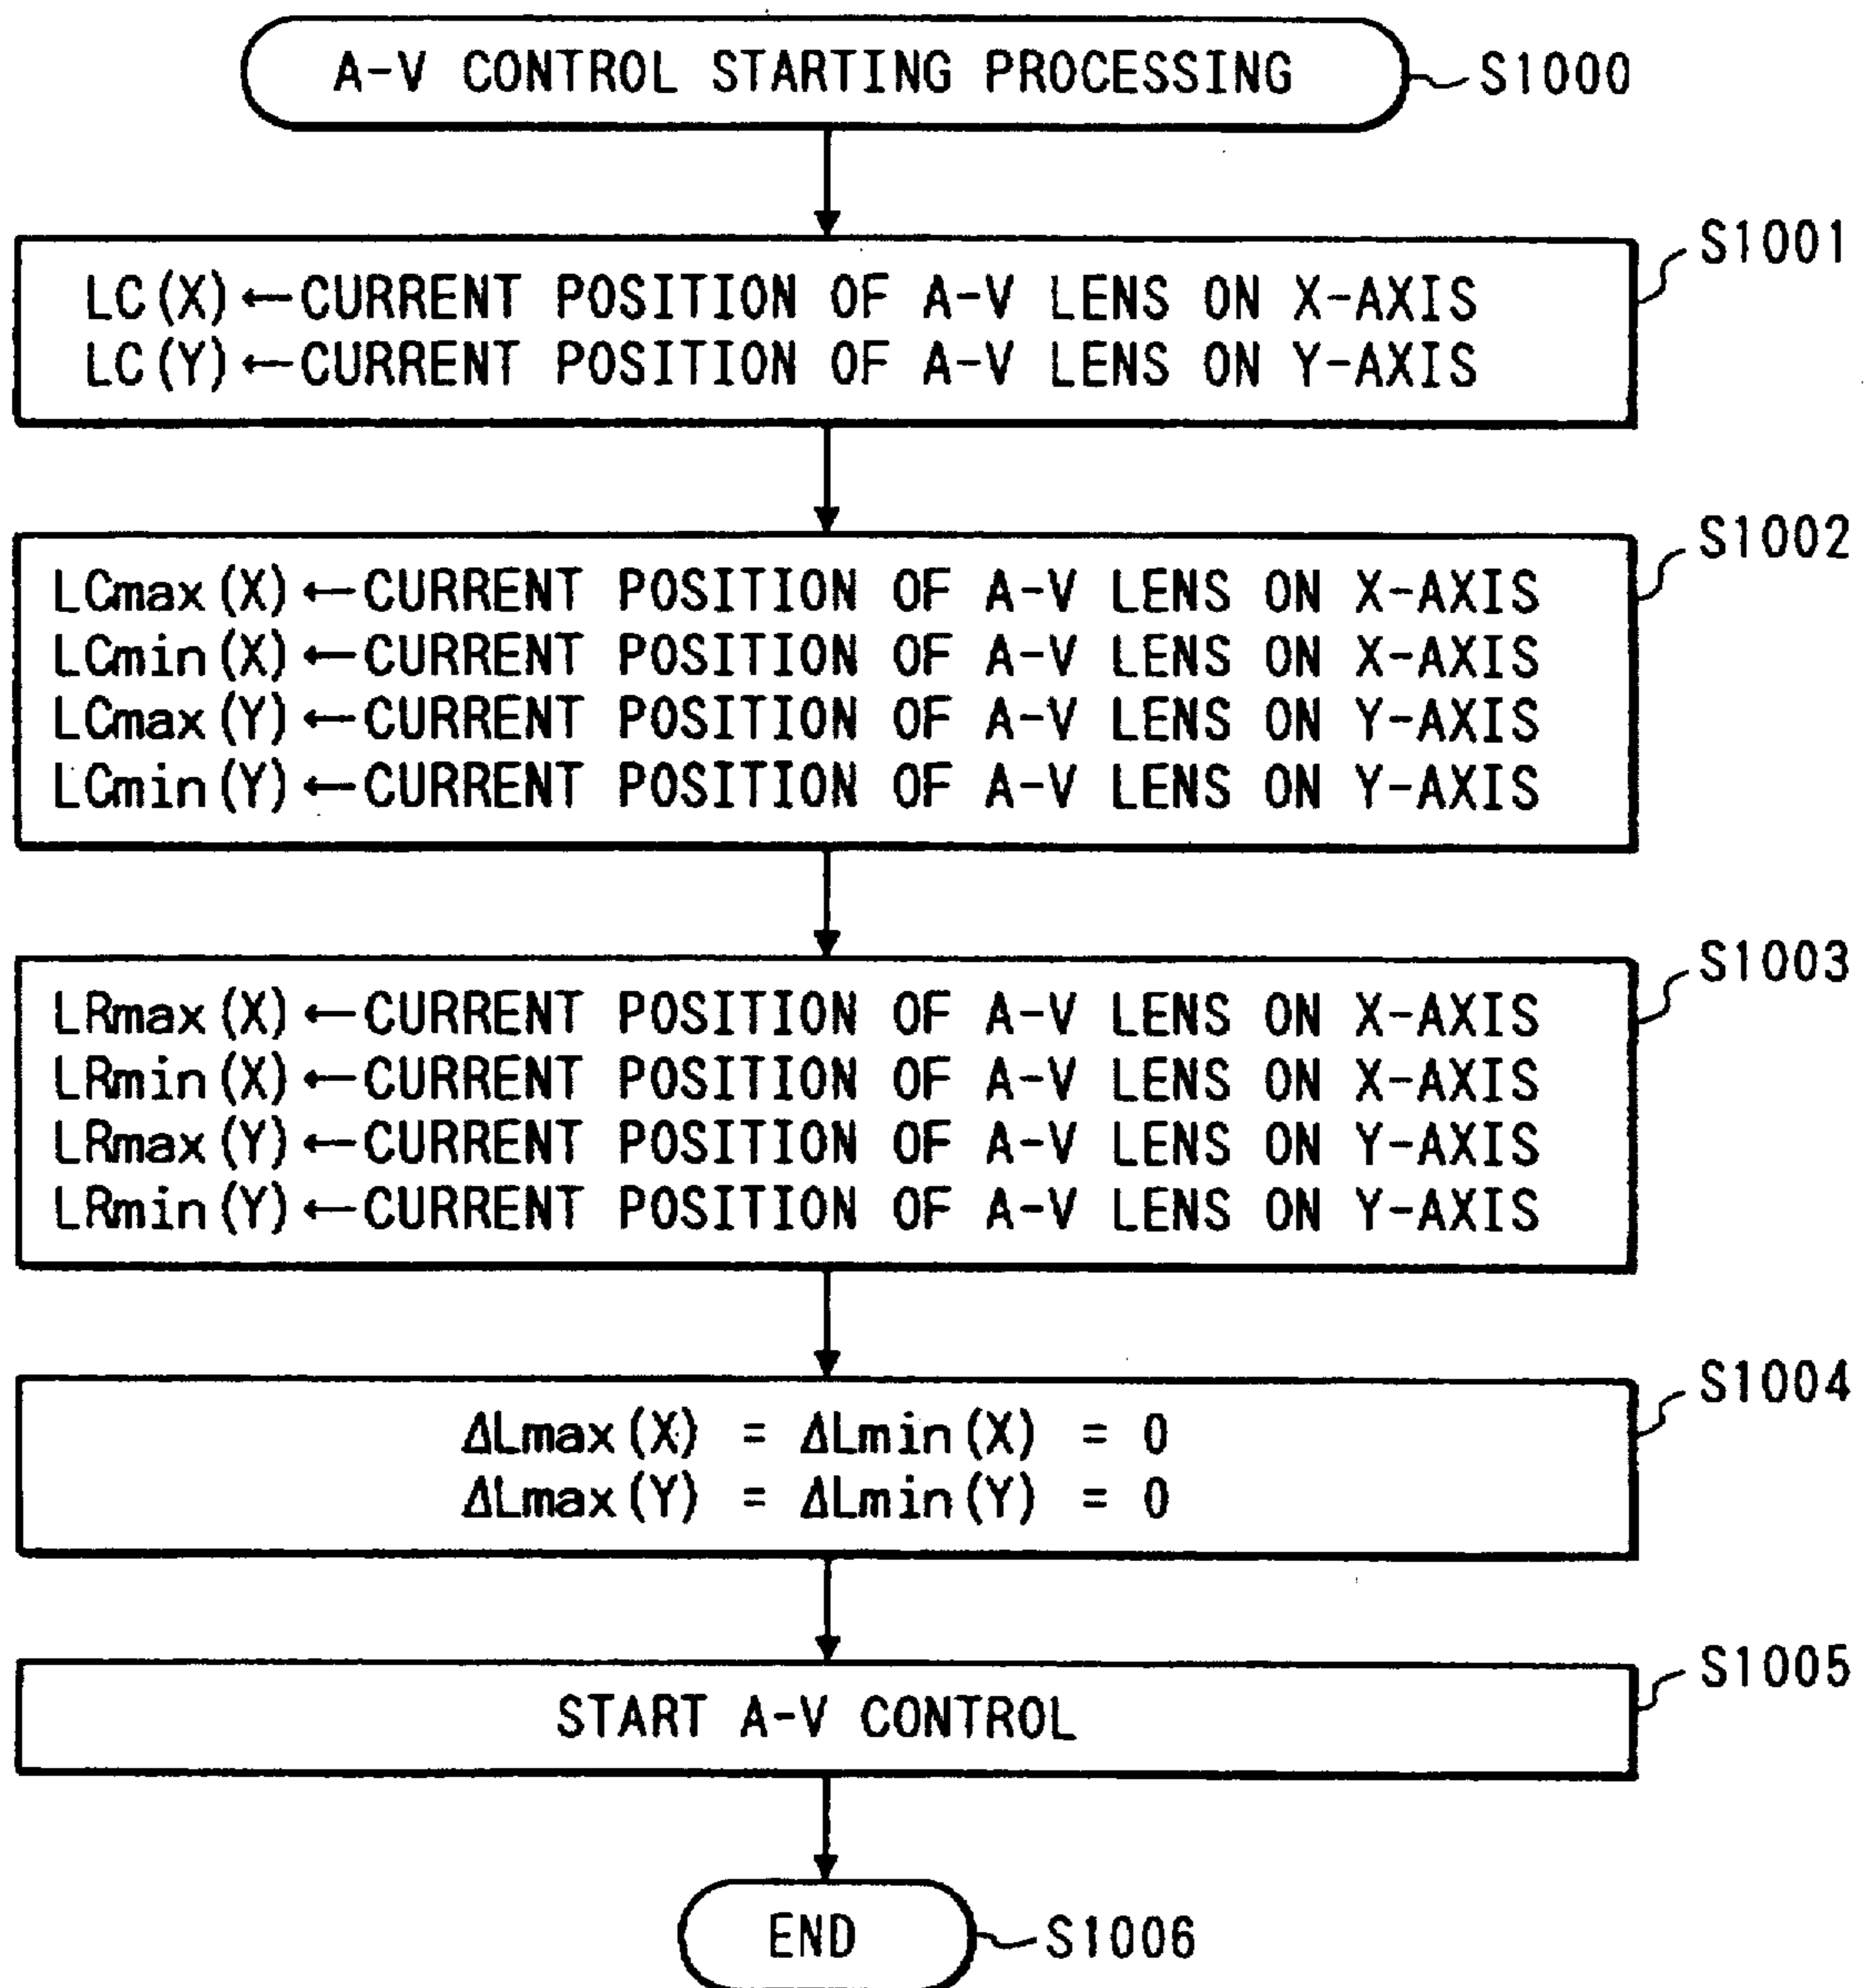 A-V CONTROL STARTING PROCESSING
S1000
S1001
LC(X)←CURRENT POSITION OF A-V LENS ON X-AXIS
LC(Y)←CURRENT POSITION OF A-V LENS ON Y-AXIS
S1002
LCmax(X)←CURRENT POSITION OF A-V LENS ON X-AXIS
LCmin(X)←CURRENT POSITION OF A-V LENS ON X-AXIS
LCmax(Y)←CURRENT POSITION OF A-V LENS ON Y-AXIS
LCmin(Y)←CURRENT POSITION OF A-V LENS ON Y-AXIS
S1003
LRmax(X)←CURRENT POSITION OF A-V LENS ON X-AXIS
LRmin(X)←CURRENT POSITION OF A-V LENS ON X-AXIS
LRmax(Y)←CURRENT POSITION OF A-V LENS ON Y-AXIS
LRmin(Y)←CURRENT POSITION OF A-V LENS ON Y-AXIS
S1004
ΔLmax(X) = ΔLmin(X) = 0
ΔLmax(Y) = ΔLmin(Y) = 0
S1005
START A-V CONTROL
END
S1006